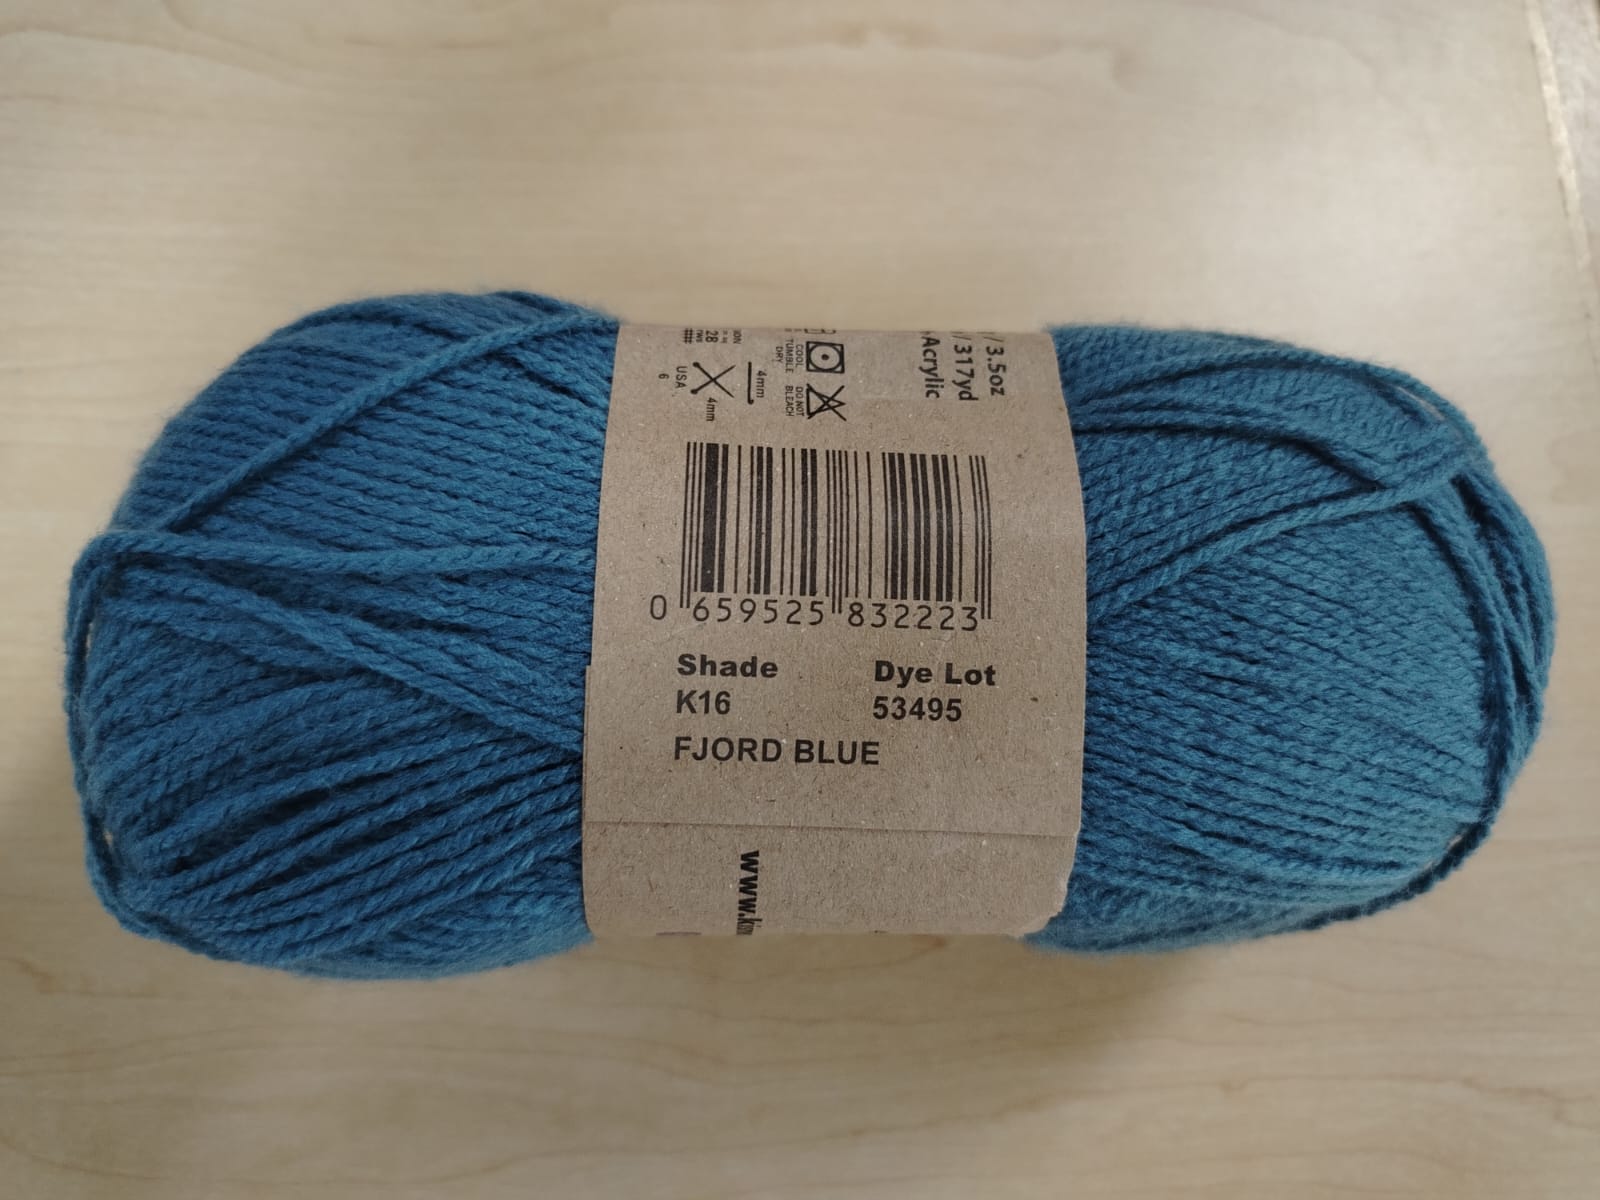 / 3.5oz
/ 317yd
Acrylic
COOL
TUMBLE
DRY
DO NOT
BLEACH
28
4mm
USA
6
4mm
0 659525 832223
Shade Dye Lot
K16 53495
FJORD BLUE
www.